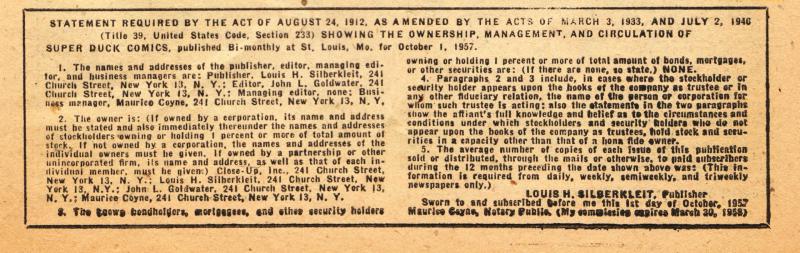 STATEMENT REQUIRED BY THE ACT OF AUGUST 24, 1912, AS AMENDED BY THE ACTS OF MARCH 3, 1933, AND JULY 2, 1946
(Title 39, United States Code, Section 233) SHOWING THE OWNERSHIP, MANAGEMENT, AND CIRCULATION OF
SUPER DUCK COMICS, published Bi-monthly at St. Louis, Mo. for October 1, 1957.
1. The names and addresses of the publisher, editor, managing edi-
tor, and business managers are: Publisher, Louis H. Silberkleit, 241
Church Street, New York 13, N. Y.; Editor, John L. Goldwater, 241
Church Street, New York 13, N. Y.; Managing editor, none; Busi-
ness manager, Maurice Coyne, 241 Church Street, New York 13, N. Y.
2. The owner is: (If owned by a corporation, its name and address
must be stated and also immediately thereunder the names and addresses
of stockholders owning or holding 1 percent or more of total amount of
stock. If not owned by a corporation, the names and addresses of the
individual owners must be given. If owned by a partnership or other
unincorporated firm, its name and address, as well as that of each in-
dividual member, must be given:) Close-Up, Inc., 241 Church Street,
New York 13, N. Y.; Louis H. Silberkleit, 241 Church Street, New
York 13, N.Y.; John L. Goldwater, 241 Church Street, New York 13,
N. Y.; Maurice Coyne, 241 Church Street, New York 13, N. Y.
3. The known bondholders, mortgagees, and other security holders
owning or holding 1 percent or more of total amount of bonds, mortgages,
or other securities are: (If there are none, so state.) NONE.
4. Paragraphs 2 and 3 include, in cases where the stockholder or
security holder appears upon the books of the company as trustee or in
any other fiduciary relation, the name of the person or corporation for
whom such trustee is acting; also the statements in the two paragraphs
show the affiant's full knowledge and belief as to the circumstances and
conditions under which stockholders and security holders who do not
appear upon the books of the company as trustees, hold stock and secu-
rities in a capacity other than that of a bona fide owner.
5. The average number of copies of each issue of this publication
sold or distributed, through the mails or otherwise, to paid subscribers
during the 12 months preceding the date shown above was: (This in-
formation is required from daily, weekly, semiweekly, and triweekly
newspapers only.)
LOUIS H. SILBERKLEIT, Publisher
Sworn to and subscribed before me this 1st day of October, 1957
Maurice Coyne, Notary Public. (My commission expires March 30, 1958)